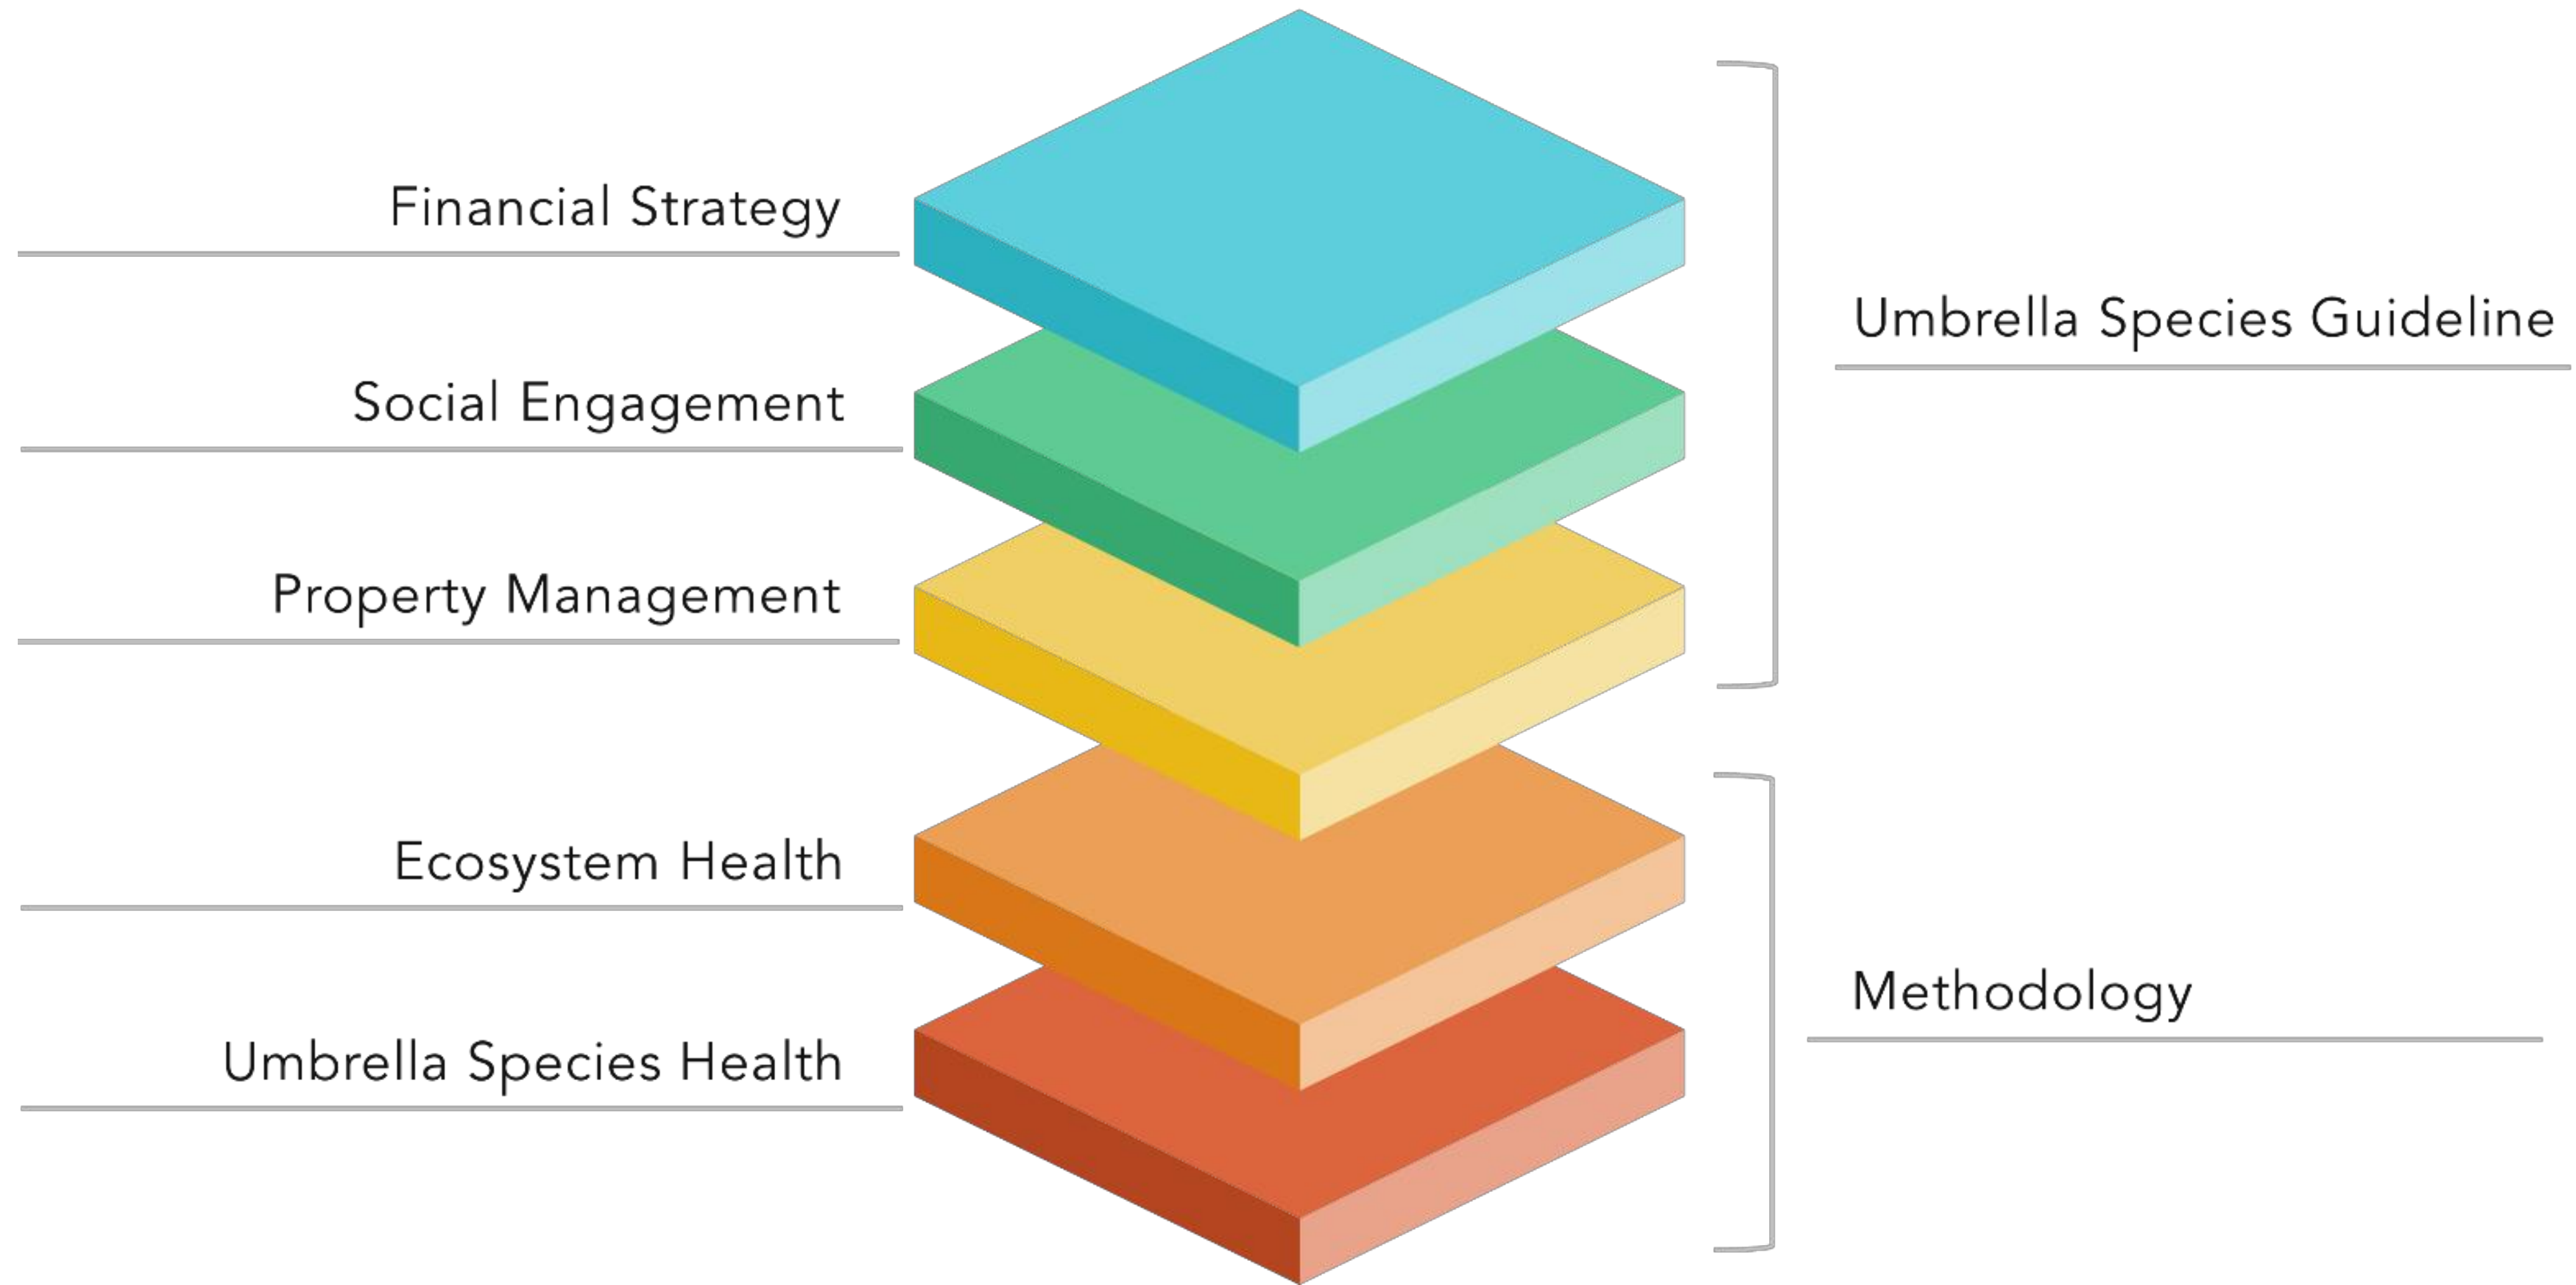 Financial Strategy
Social Engagement
Property Management
Ecosystem Health
Umbrella Species Health
Umbrella Species Guideline
Methodology